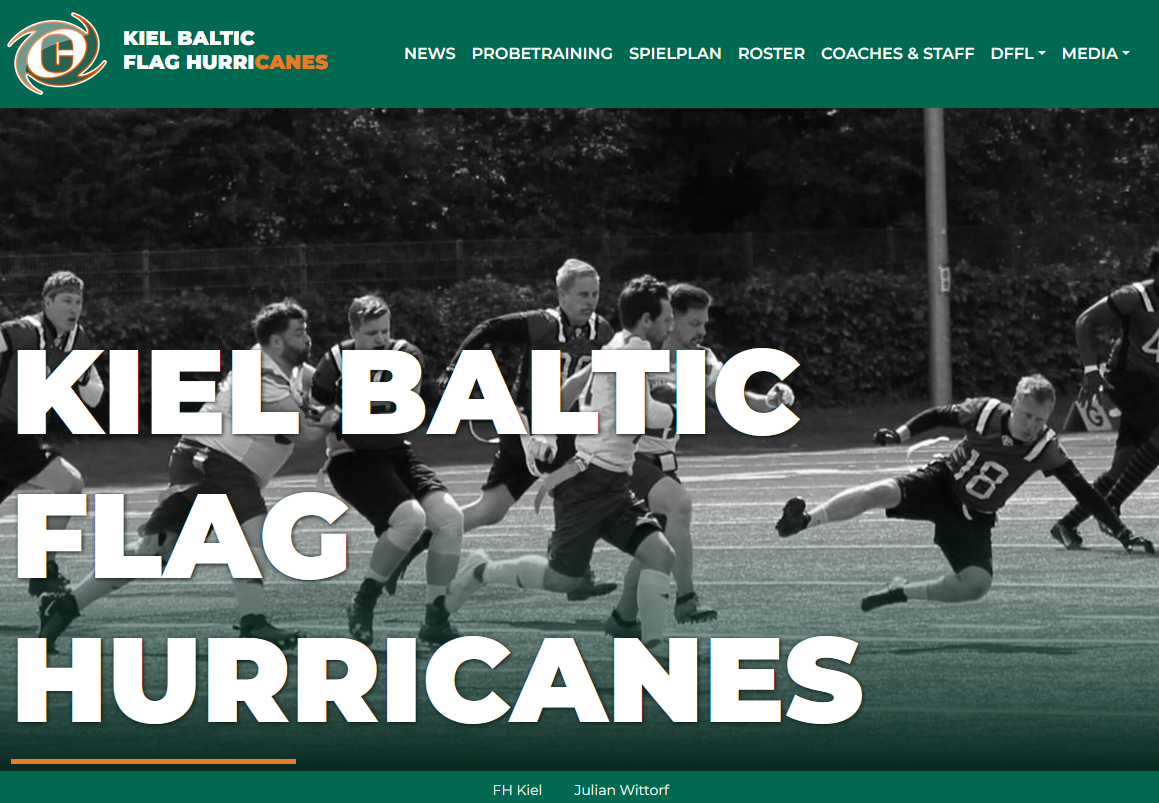 KIEL BALTIC
FLAG HURRICANES
NEWS PROBETRAINING SPIELPLAN ROSTER COACHES & STAFF DFFL MEDIA
KIEL BALTIC
FLAG
HURRICANES
18
FH Kiel Julian Wittorf